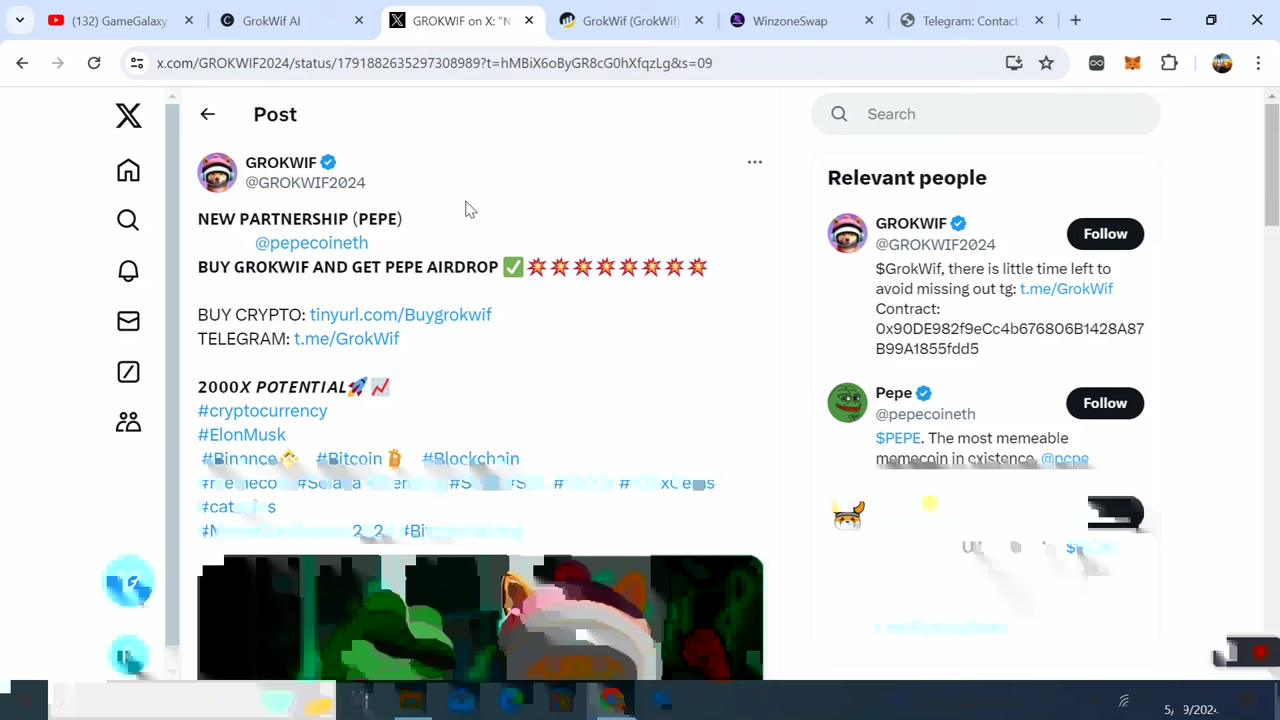 (132) GameGalaxy
GrokWif AI
GROKWIF on X: "N
GrokWif (GrokWif)
WinzoneSwap
Telegram: Contact
x.com/GROKWIF2024/status/1791882635297308989?t=hMBiX6oByGR8cG0hXfqzLg&s=09
Post
Search
GROKWIF
@GROKWIF2024
NEW PARTNERSHIP (PEPE)
@pepecoineth
BUY GROKWIF AND GET PEPE AIRDROP ✅💥💥💥💥💥💥💥💥
BUY CRYPTO: tinyurl.com/Buygrokwif
TELEGRAM: t.me/GrokWif
2000X POTENTIAL🚀📈
#cryptocurrency
#ElonMusk
#Binance #Bitcoin #Blockchain
Relevant people
GROKWIF
@GROKWIF2024
Follow
$GrokWif, there is little time left to
avoid missing out tg: t.me/GrokWif
Contract:
0x90DE982f9eCc4b676806B1428A87
B99A1855fdd5
Pepe
@pepecoineth
Follow
$PEPE. The most memeable
memecoin in existence.